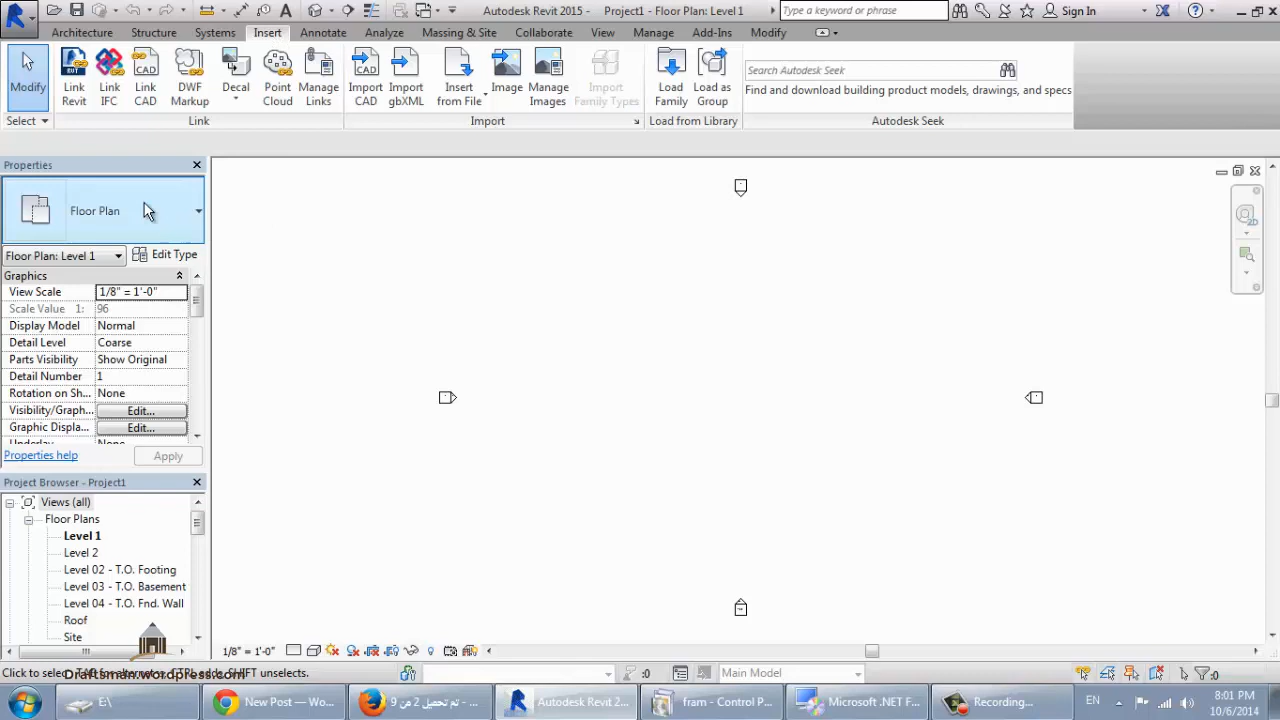 Autodesk Revit 2015 - Project1 - Floor Plan: Level 1
Type a keyword or phrase
Sign In
Architecture Structure Systems Insert Annotate Analyze Massing & Site Collaborate View Manage Add-Ins Modify
Modify
Link Revit
Link IFC
Link CAD
DWF Markup
Decal
Point Cloud
Manage Links
Import CAD
Import gbXML
Insert from File
Image
Manage Images
Import Family Types
Load Family
Load as Group
Search Autodesk Seek
Find and download building product models, drawings, and specs
Select
Link
Import
Load from Library
Autodesk Seek
Properties
Floor Plan
Floor Plan: Level 1
Edit Type
Graphics
View Scale 1/8" = 1'-0"
Scale Value 1: 96
Display Model Normal
Detail Level Coarse
Parts Visibility Show Original
Detail Number 1
Rotation on Sh... None
Visibility/Graph... Edit...
Graphic Displa... Edit...
Underlay None
Properties help
Apply
2D
Project Browser - Project1
Views (all)
Floor Plans
Level 1
Level 2
Level 02 - T.O. Footing
Level 03 - T.O. Basement
Level 04 - T.O. Fnd. Wall
Roof
Site
1/8" = 1'-0"
Draftsman.wordpress.com
:0
Main Model
:0
E:\
New Post — Wo...
تم تحميل 2 من 9 - ...
Autodesk Revit 2...
fram - Control P...
Microsoft .NET F...
Recording...
EN
8:01 PM
10/6/2014